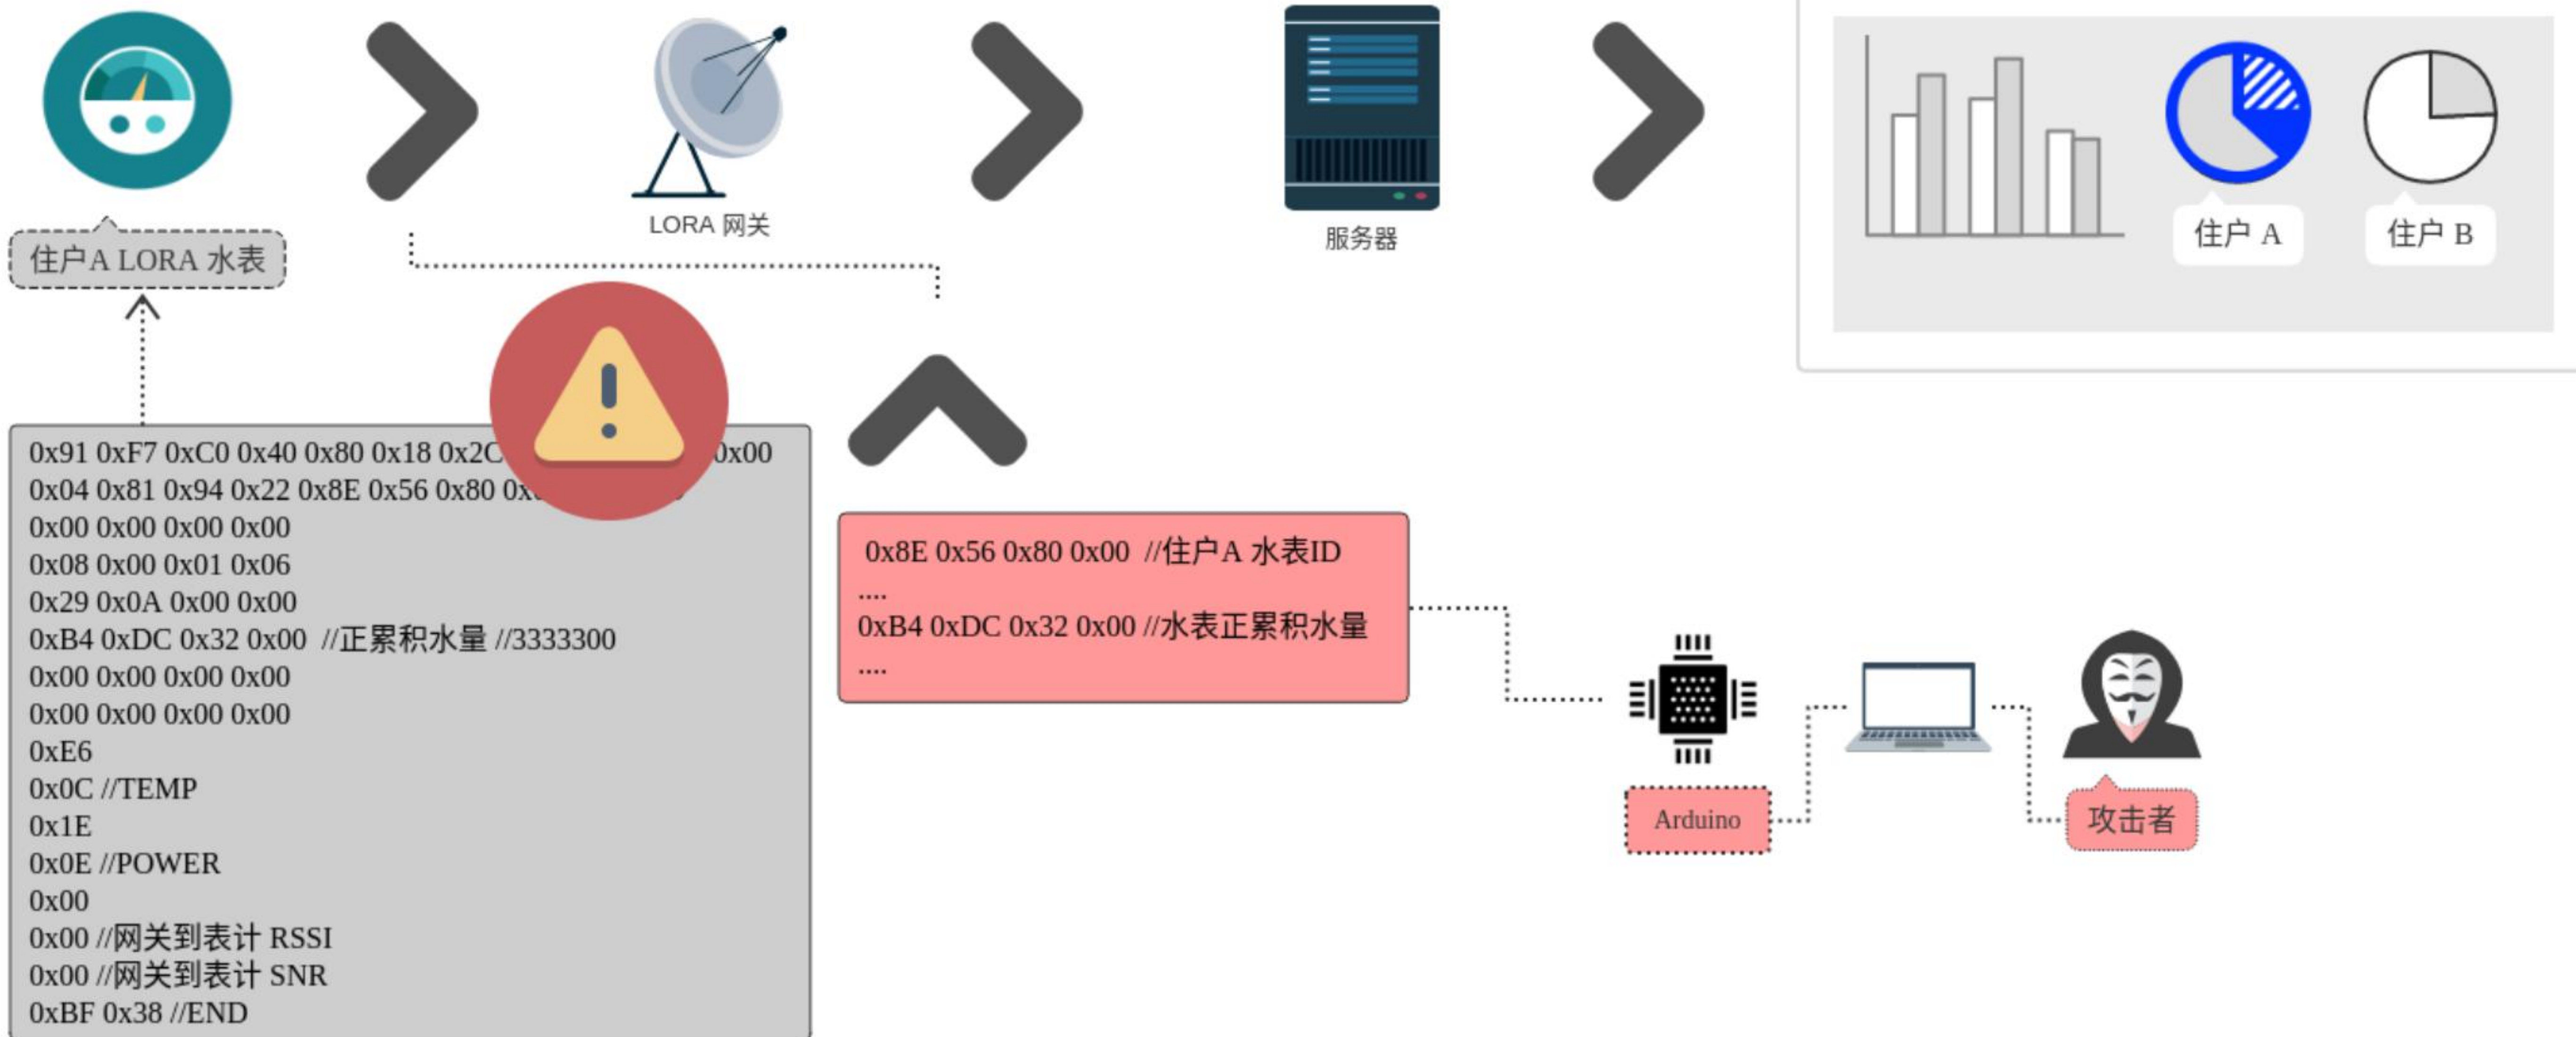 LORA 网关
服务器
住户 A
住户 B
住户A LORA 水表
0x91 0xF7 0xC0 0x40 0x80 0x18 0x2C 0x00
0x04 0x81 0x94 0x22 0x8E 0x56 0x80
0x00 0x00 0x00 0x00
0x08 0x00 0x01 0x06
0x29 0x0A 0x00 0x00
0xB4 0xDC 0x32 0x00 //正累积水量 //3333300
0x00 0x00 0x00 0x00
0x00 0x00 0x00 0x00
0xE6
0x0C //TEMP
0x1E
0x0E //POWER
0x00
0x00 //网关到表计 RSSI
0x00 //网关到表计 SNR
0xBF 0x38 //END
0x8E 0x56 0x80 0x00 //住户A 水表ID
....
0xB4 0xDC 0x32 0x00 //水表正累积水量
....
Arduino
攻击者